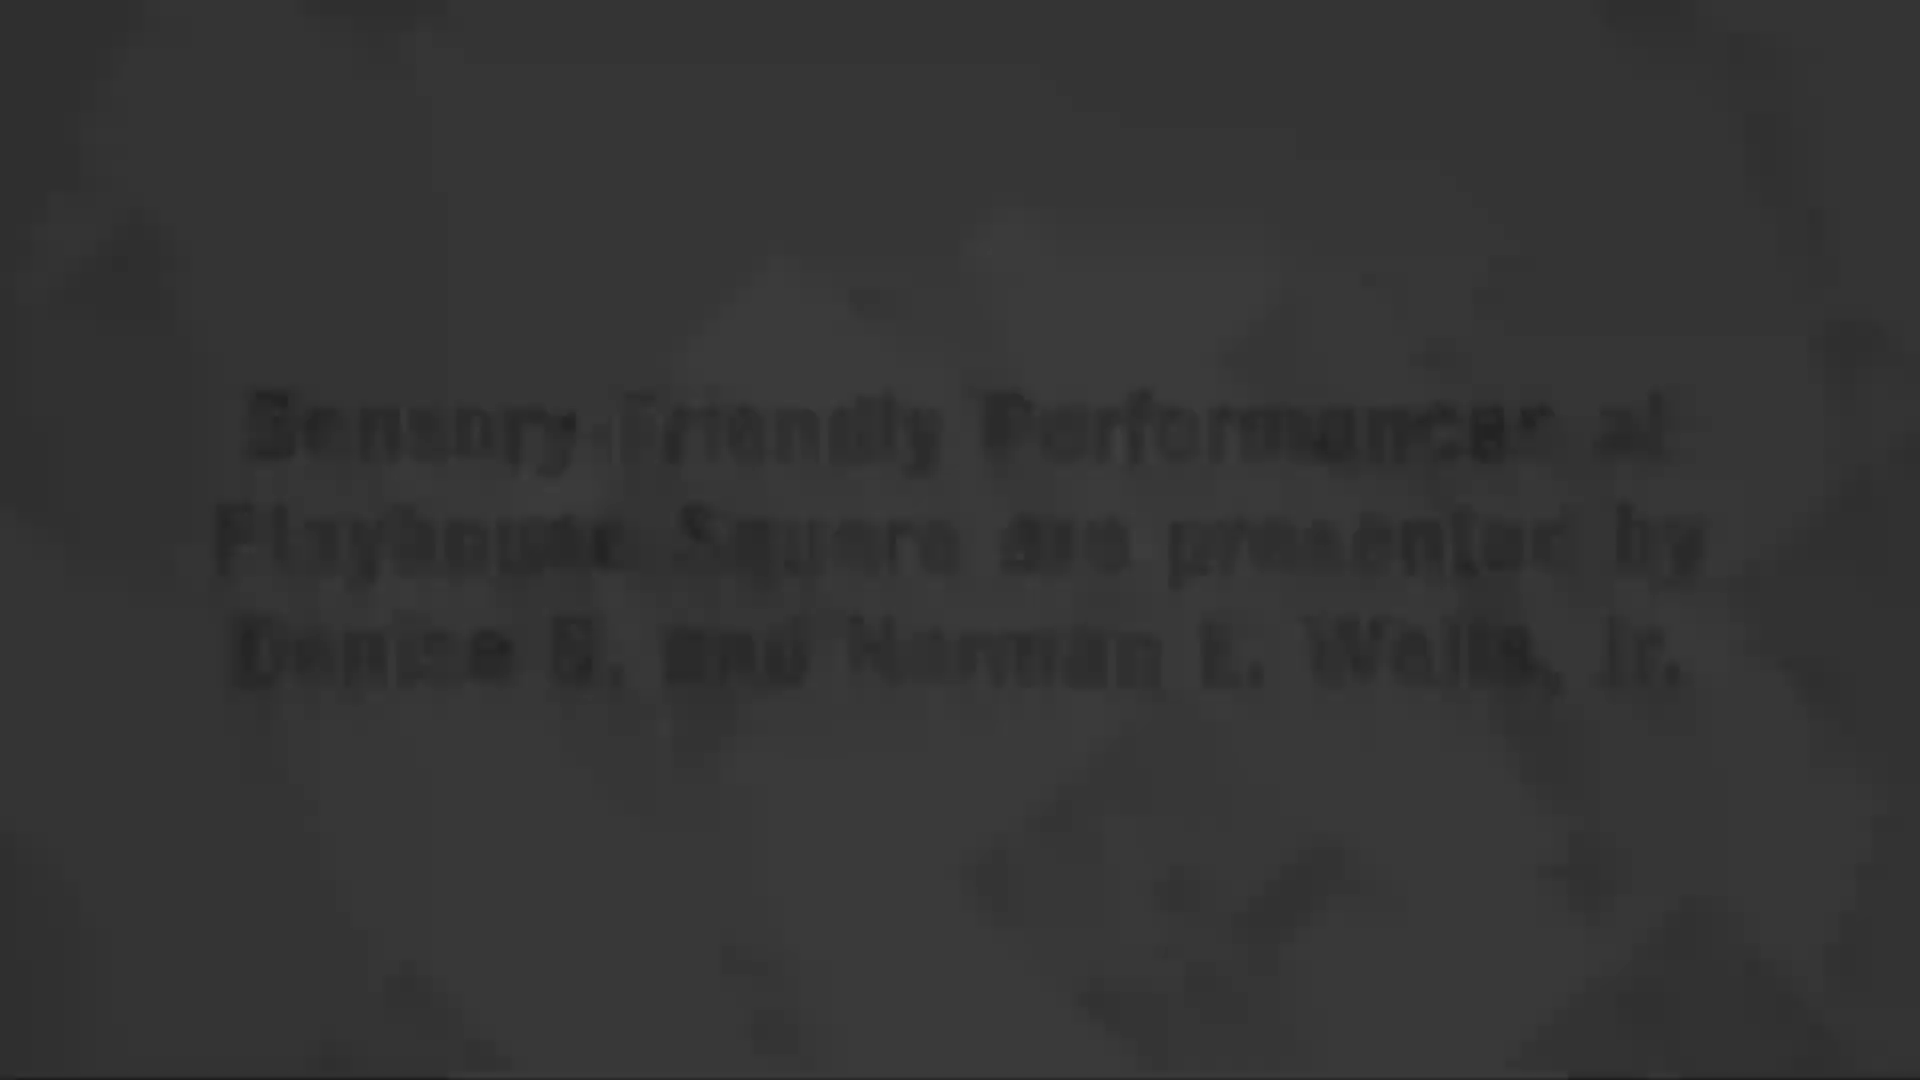 Sensory-Friendly Performances at
Playhouse Square are presented by
Denise B. and Norman E. Wells, Jr.